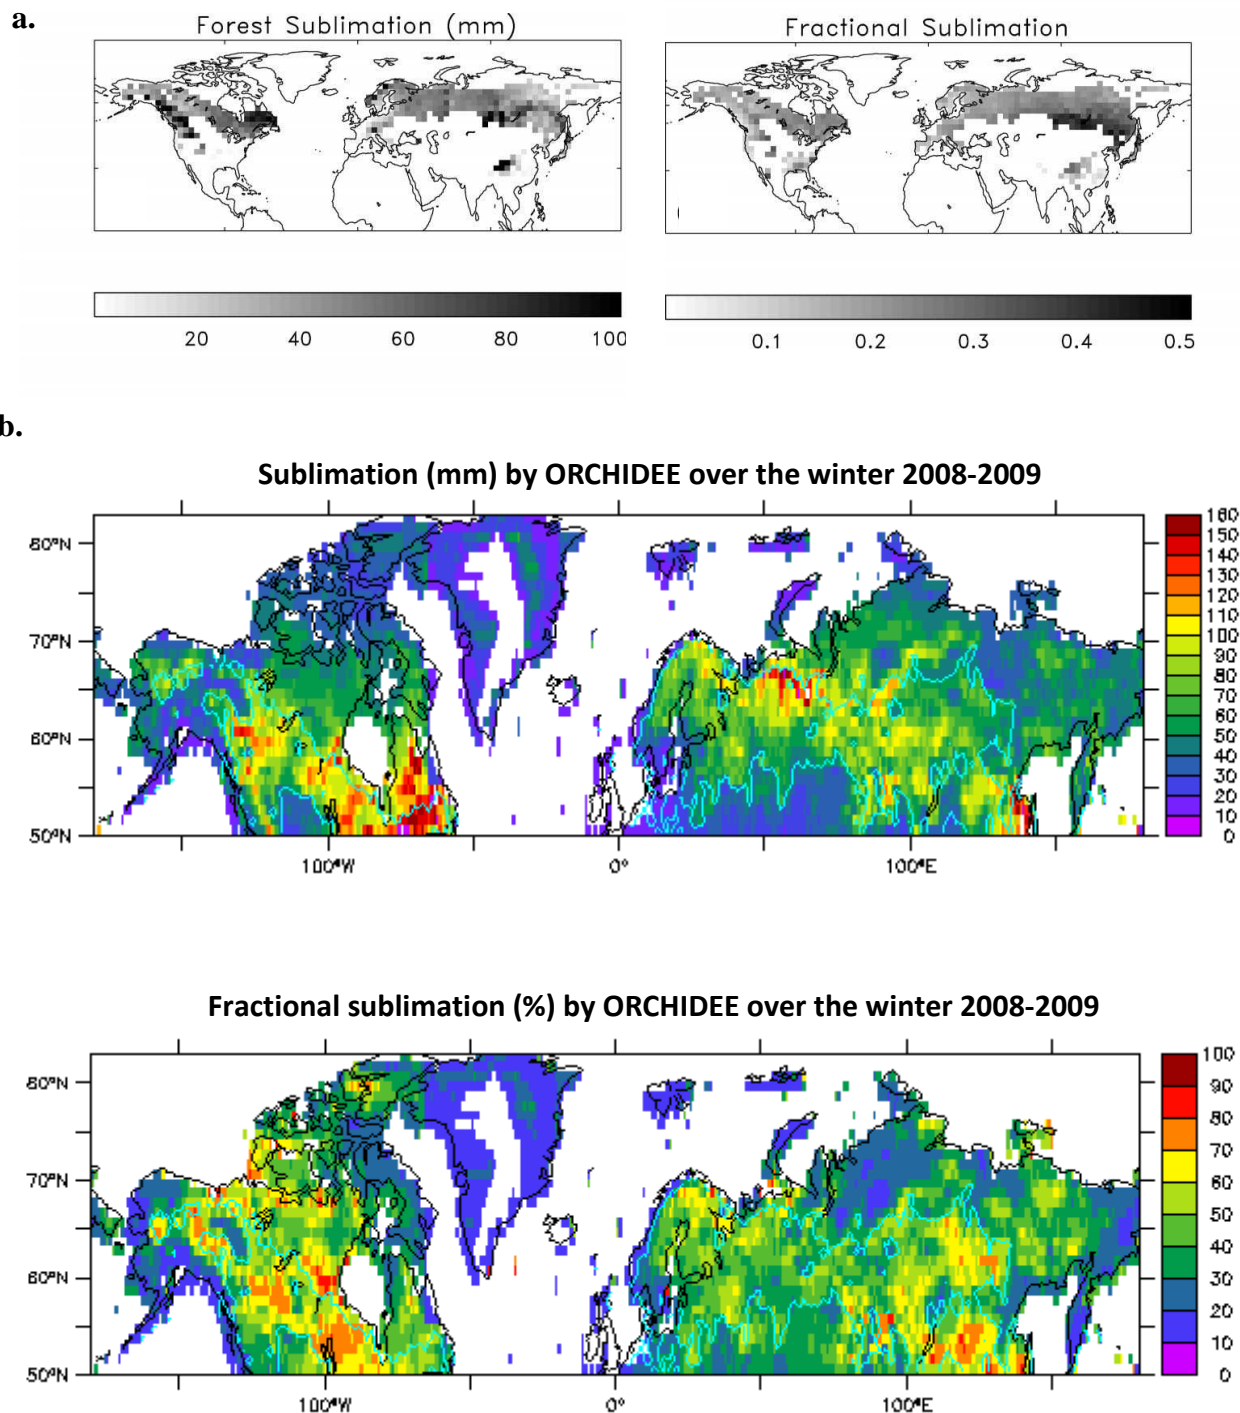 a.
Forest Sublimation (mm)
Fractional Sublimation
20 40 60 80 100
0.1 0.2 0.3 0.4 0.5
b.
Sublimation (mm) by ORCHIDEE over the winter 2008-2009
80°N
70°N
60°N
50°N
100°W 0° 100°E
160
150
140
130
120
110
100
90
80
70
60
50
40
30
20
10
0
Fractional sublimation (%) by ORCHIDEE over the winter 2008-2009
80°N
70°N
60°N
50°N
100°W 0° 100°E
100
90
80
70
60
50
40
30
20
10
0